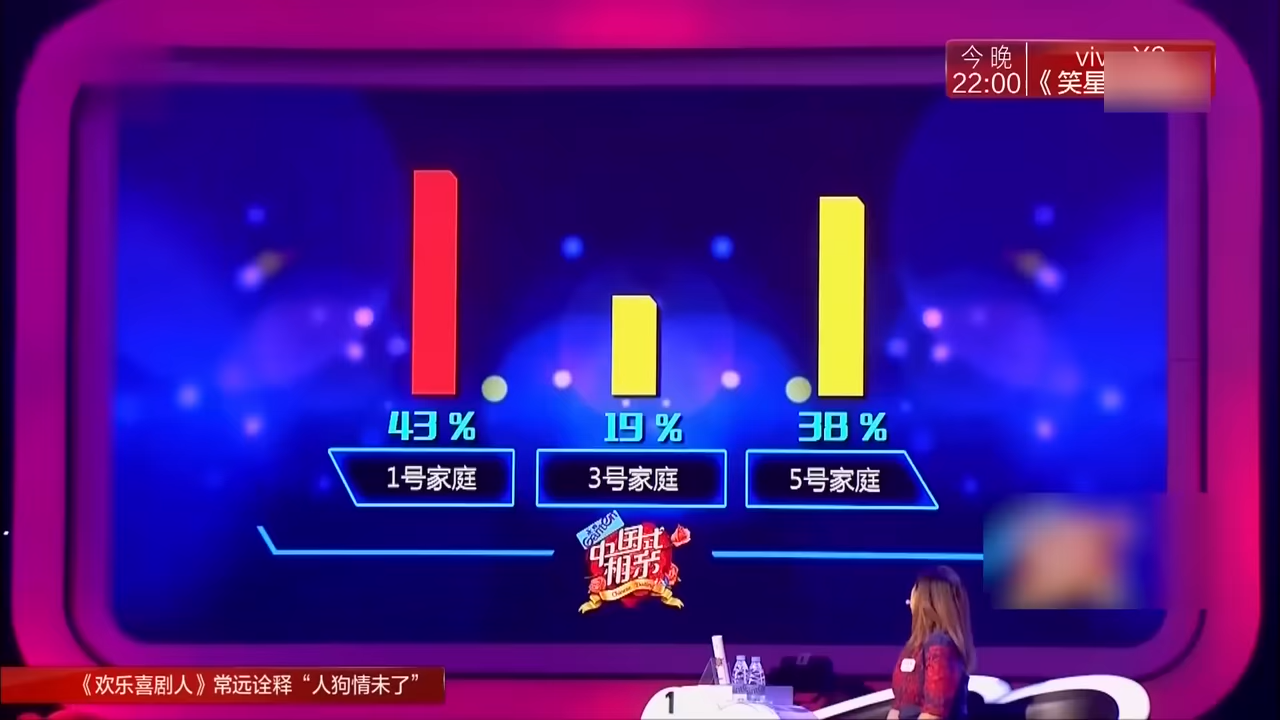 今晚
22:00
《笑星
43 %
19 %
38 %
1号家庭
3号家庭
5号家庭
中国式
相亲
Chinese Dating
1
《欢乐喜剧人》常远诠释“人狗情未了”